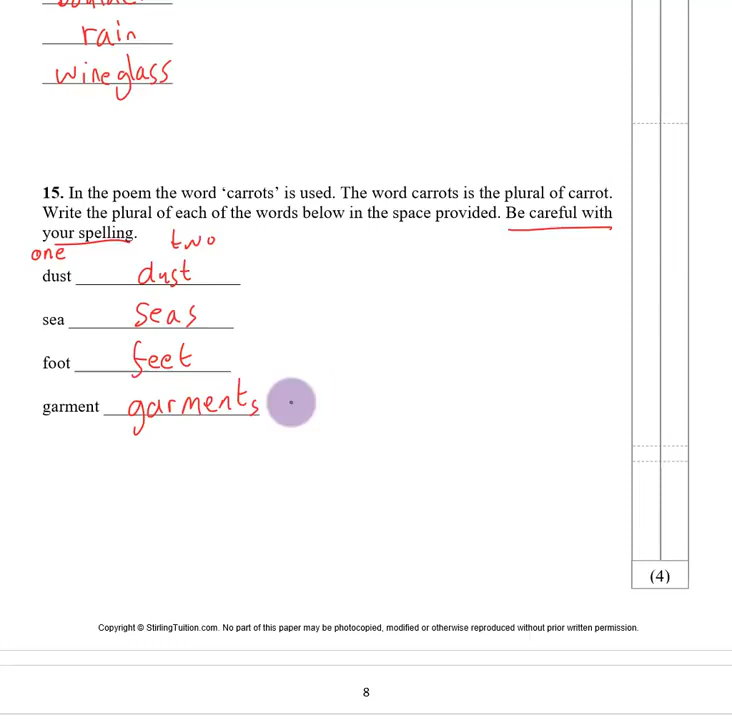 rain
wineglass
15. In the poem the word ‘carrots’ is used. The word carrots is the plural of carrot.
Write the plural of each of the words below in the space provided. Be careful with
your spelling.
one two
dust dust
sea seas
foot feet
garment garments
(4)
Copyright © StirlingTuition.com. No part of this paper may be photocopied, modified or otherwise reproduced without prior written permission.
8